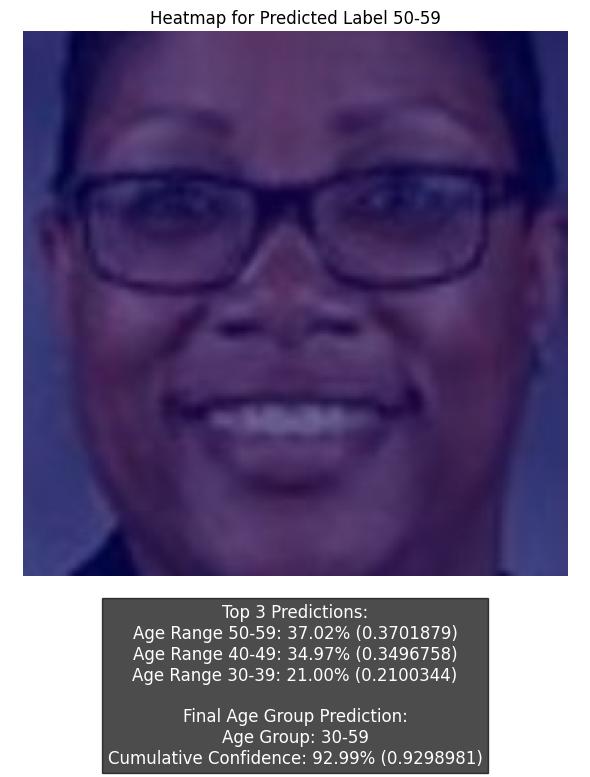 Heatmap for Predicted Label 50-59
Top 3 Predictions:
Age Range 50-59: 37.02% (0.3701879)
Age Range 40-49: 34.97% (0.3496758)
Age Range 30-39: 21.00% (0.2100344)
Final Age Group Prediction:
Age Group: 30-59
Cumulative Confidence: 92.99% (0.9298981)